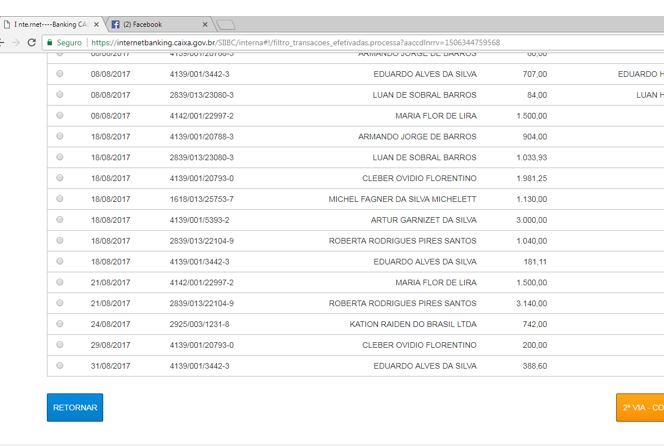 Inte.rnet----Banking CAI
(2) Facebook
Seguro https://internetbanking.caixa.gov.br/SIIBC/interna#!/filtro_transacoes_efetivadas.processa?aaccdlnrrv=1506344759568
08/08/2017 4139/001/20788-3 ARMANDO JORGE DE BARROS 80,00
08/08/2017 4139/001/3442-3 EDUARDO ALVES DA SILVA 707,00 EDUARDO H
08/08/2017 2839/013/23080-3 LUAN DE SOBRAL BARROS 84,00 LUAN H
08/08/2017 4142/001/22997-2 MARIA FLOR DE LIRA 1.500,00
18/08/2017 4139/001/20788-3 ARMANDO JORGE DE BARROS 904,00
18/08/2017 2839/013/23080-3 LUAN DE SOBRAL BARROS 1.033,93
18/08/2017 4139/001/20793-0 CLEBER OVIDIO FLORENTINO 1.981,25
18/08/2017 1618/013/25753-7 MICHEL FAGNER DA SILVA MICHELETT 1.130,00
18/08/2017 4139/001/5393-2 ARTUR GARNIZET DA SILVA 3.000,00
18/08/2017 2839/013/22104-9 ROBERTA RODRIGUES PIRES SANTOS 1.040,00
18/08/2017 4139/001/3442-3 EDUARDO ALVES DA SILVA 181,11
21/08/2017 4142/001/22997-2 MARIA FLOR DE LIRA 1.500,00
21/08/2017 2839/013/22104-9 ROBERTA RODRIGUES PIRES SANTOS 3.140,00
24/08/2017 2925/003/1231-8 KATION RAIDEN DO BRASIL LTDA 742,00
29/08/2017 4139/001/20793-0 CLEBER OVIDIO FLORENTINO 200,00
31/08/2017 4139/001/3442-3 EDUARDO ALVES DA SILVA 388,60
RETORNAR
2ª VIA - CO